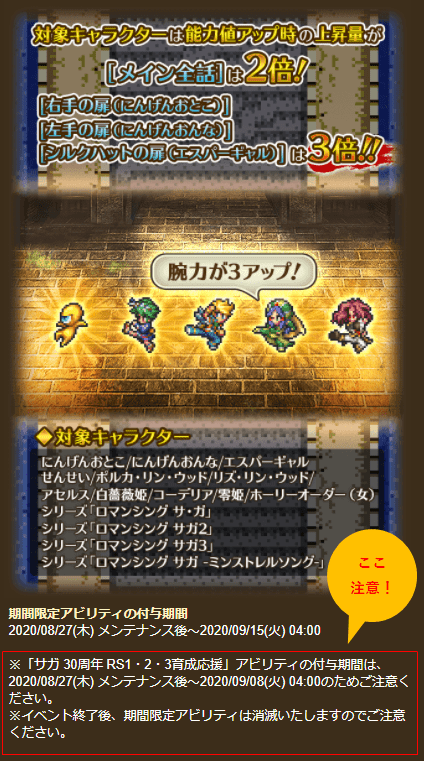 対象キャラクターは能力値アップ時の上昇量が
[メイン全話]は2倍!
[右手の扉(にんげんおとこ)]
[左手の扉(にんげんおんな)]
[シルクハットの扉(エスパーギャル)]は3倍!!
腕力が3アップ!
◆対象キャラクター
にんげんおとこ/にんげんおんな/エスパーギャル
せんせい/ポルカ・リン・ウッド/リズ・リン・ウッド/
アセルス/白薔薇姫/コーデリア/零姫/ホーリーオーダー(女)
シリーズ「ロマンシング サ・ガ」
シリーズ「ロマンシング サガ2」
シリーズ「ロマンシング サガ3」
シリーズ「ロマンシング サガ -ミンストレルソング-」
ここ
注意!
期間限定アビリティの付与期間
2020/08/27(木) メンテナンス後～2020/09/15(火) 04:00
※「サガ 30周年 RS1・2・3育成応援」アビリティの付与期間は、
2020/08/27(木) メンテナンス後～2020/09/08(火) 04:00のためご注意く
ださい。
※イベント終了後、期間限定アビリティは消滅いたしますのでご注意
ください。